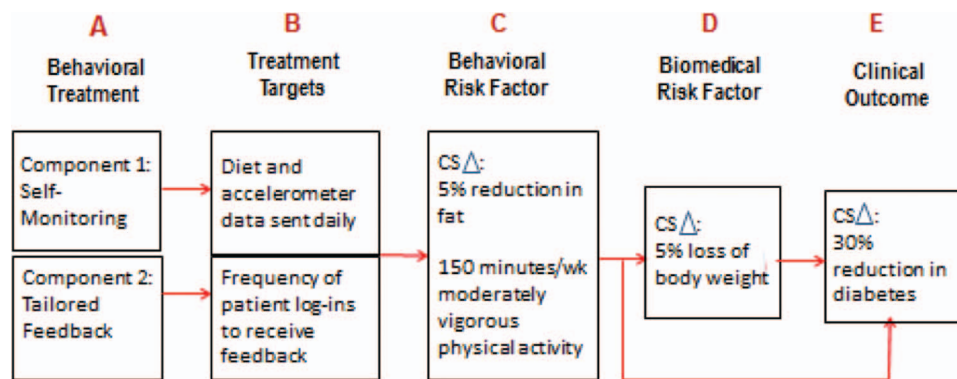 A
B
C
D
E
Behavioral
Treatment
Treatment
Targets
Behavioral
Risk Factor
Biomedical
Risk Factor
Clinical
Outcome
Component 1:
Self-
Monitoring
Component 2:
Tailored
Feedback
Diet and
accelerometer
data sent daily
Frequency of
patient log-ins
to receive
feedback
CS△:
5% reduction in
fat
150 minutes/wk
moderately
vigorous
physical activity
CS△:
5% loss of
body weight
CS△:
30%
reduction in
diabetes